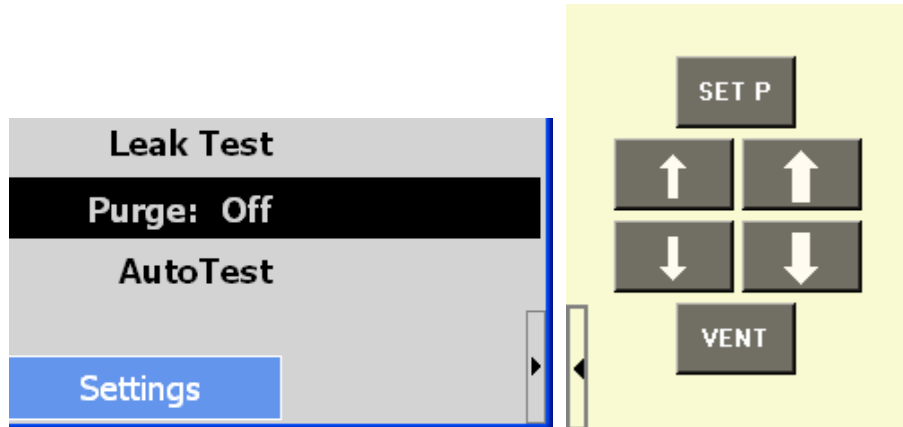 Leak Test
Purge: Off
AutoTest
Settings
SET P
VENT